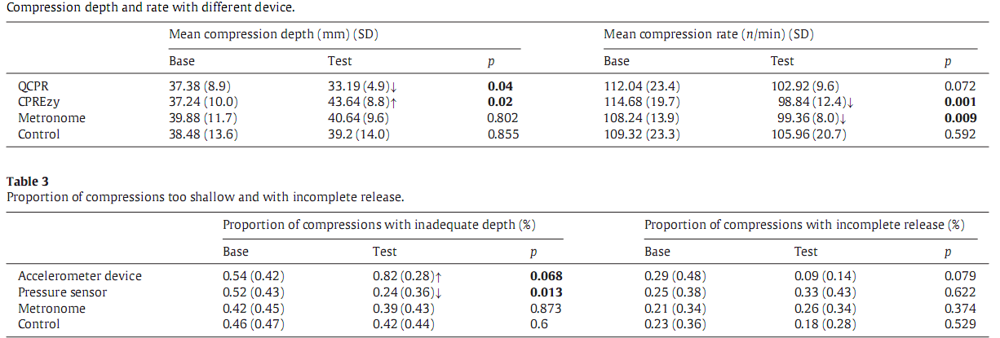 Compression depth and rate with different device.
Mean compression depth (mm) (SD) Mean compression rate (n/min) (SD)
Base Test p Base Test p
QCPR 37.38 (8.9) 33.19 (4.9)↓ 0.04 112.04 (23.4) 102.92 (9.6) 0.072
CPREzy 37.24 (10.0) 43.64 (8.8)↑ 0.02 114.68 (19.7) 98.84 (12.4)↓ 0.001
Metronome 39.88 (11.7) 40.64 (9.6) 0.802 108.24 (13.9) 99.36 (8.0)↓ 0.009
Control 38.48 (13.6) 39.2 (14.0) 0.855 109.32 (23.3) 105.96 (20.7) 0.592
Table 3
Proportion of compressions too shallow and with incomplete release.
Proportion of compressions with inadequate depth (%) Proportion of compressions with incomplete release (%)
Base Test p Base Test p
Accelerometer device 0.54 (0.42) 0.82 (0.28)↑ 0.068 0.29 (0.48) 0.09 (0.14) 0.079
Pressure sensor 0.52 (0.43) 0.24 (0.36)↓ 0.013 0.25 (0.38) 0.33 (0.43) 0.622
Metronome 0.42 (0.45) 0.39 (0.43) 0.873 0.21 (0.34) 0.26 (0.34) 0.374
Control 0.46 (0.47) 0.42 (0.44) 0.6 0.23 (0.36) 0.18 (0.28) 0.529